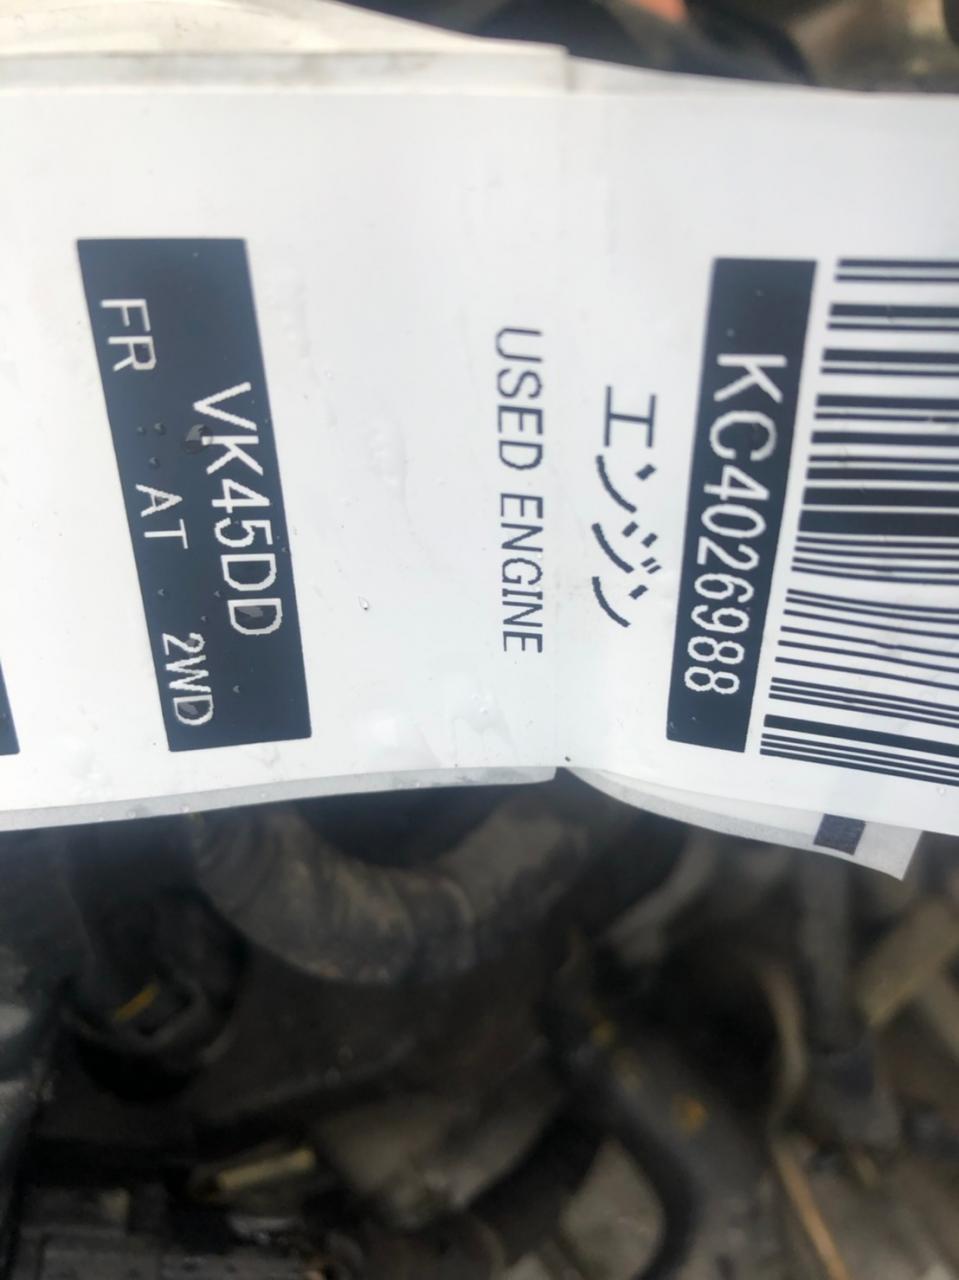 KC4026988
エンジン
USED ENGINE
VK45DD
FR AT 2WD